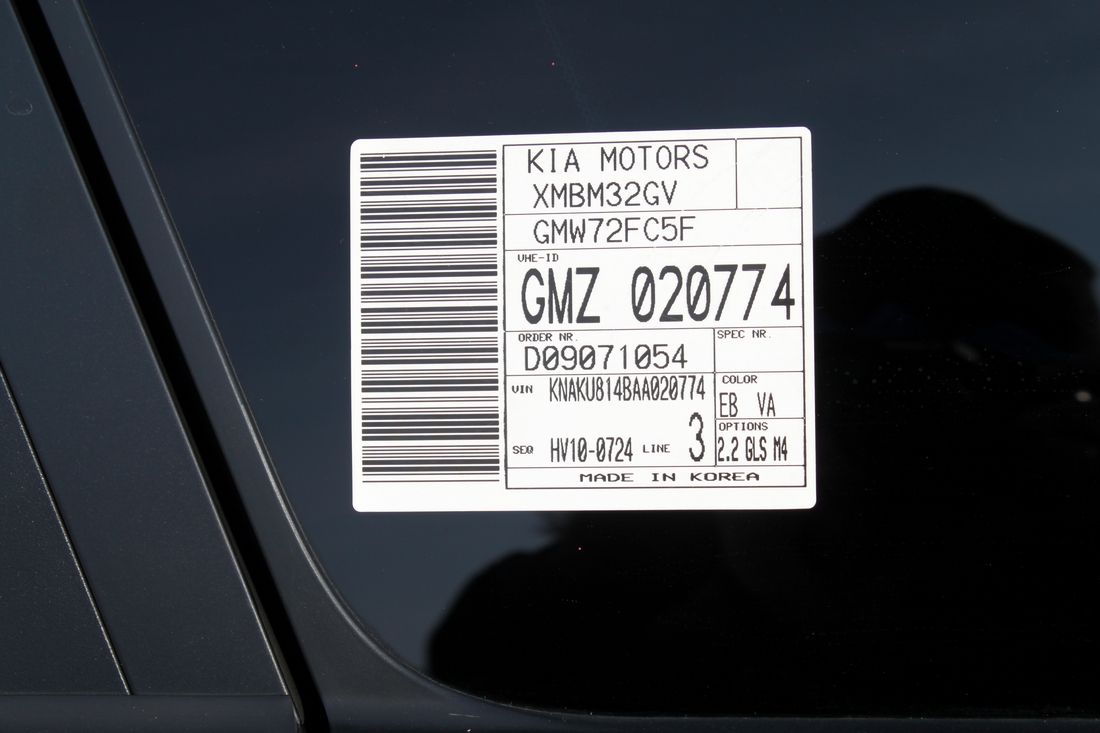 KIA MOTORS
XMBM32GV
GMW72FC5F
VHE-ID
GMZ 020774
ORDER NR.
D09071054
SPEC NR.
VIN KNAKU814BAA020774
COLOR
EB VA
SEQ HV10-0724 LINE 3
OPTIONS
2.2 GLS M4
MADE IN KOREA